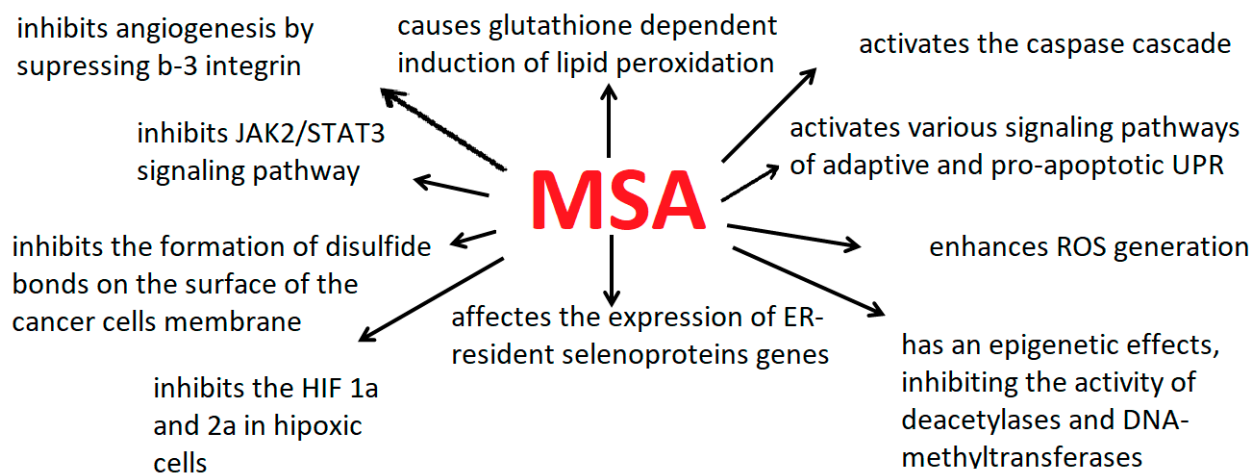 inhibits angiogenesis by
supressing b-3 integrin
causes glutathione dependent
induction of lipid peroxidation
activates the caspase cascade
inhibits JAK2/STAT3
signaling pathway
MSA
activates various signaling pathways
of adaptive and pro-apoptotic UPR
inhibits the formation of disulfide
bonds on the surface of the
cancer cells membrane
enhances ROS generation
affectes the expression of ER-
resident selenoproteins genes
inhibits the HIF 1a
and 2a in hipoxic
cells
has an epigenetic effects,
inhibiting the activity of
deacetylases and DNA-
methyltransferases